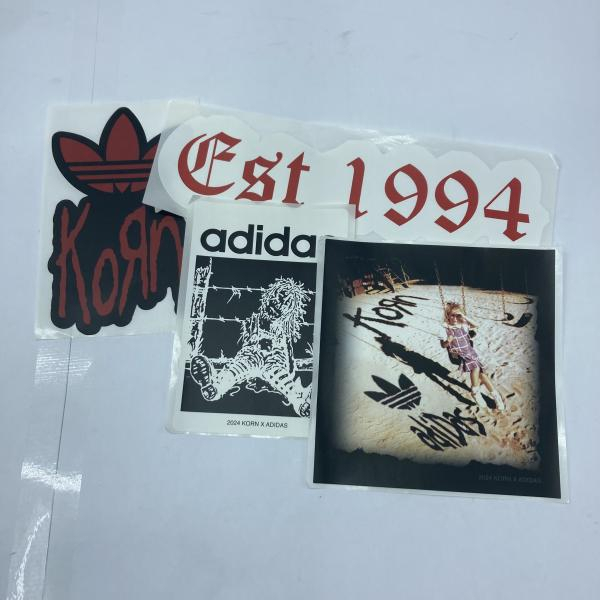 Est 1994
KoRn
adidas
2024 KORN X ADIDAS
KoRn
adidas
2024 KORN X ADIDAS